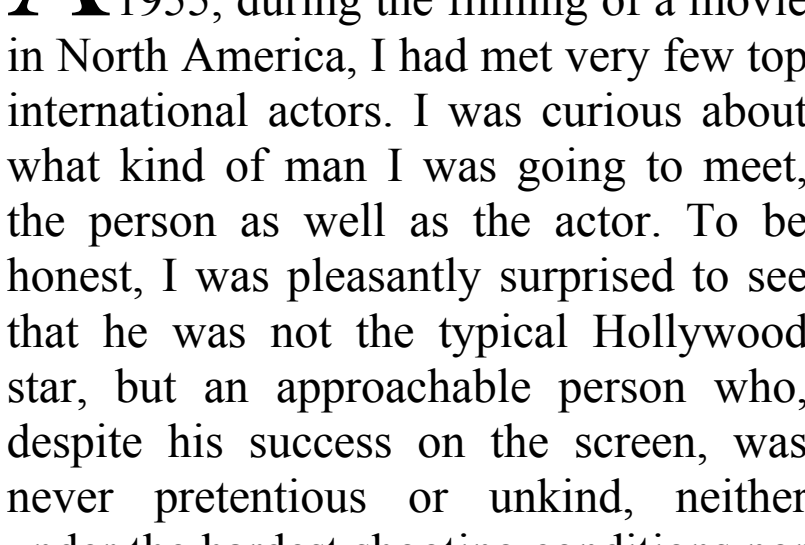 1955, during the filming of a movie
in North America, I had met very few top
international actors. I was curious about
what kind of man I was going to meet,
the person as well as the actor. To be
honest, I was pleasantly surprised to see
that he was not the typical Hollywood
star, but an approachable person who,
despite his success on the screen, was
never pretentious or unkind, neither
under the hardest shooting conditions nor